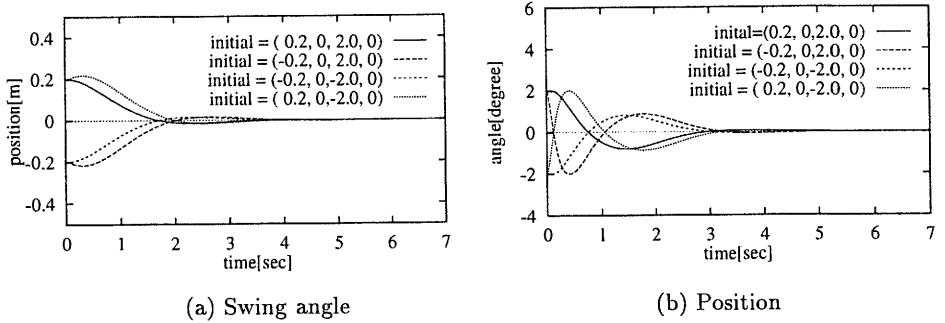 0.4
0.2
0
-0.2
-0.4
position[m]
initial = ( 0.2, 0, 2.0, 0)
initial = (-0.2, 0, 2.0, 0)
initial = (-0.2, 0,-2.0, 0)
initial = ( 0.2, 0,-2.0, 0)
0 1 2 3 4 5 6 7
time[sec]
(a) Swing angle
6
4
2
0
-2
-4
angle[degree]
inital=(0.2, 0,2.0, 0)
initial = (-0.2, 0,2.0, 0)
initial = (-0.2, 0,-2.0, 0)
initial = ( 0.2, 0,-2.0, 0)
0 1 2 3 4 5 6 7
time[sec]
(b) Position